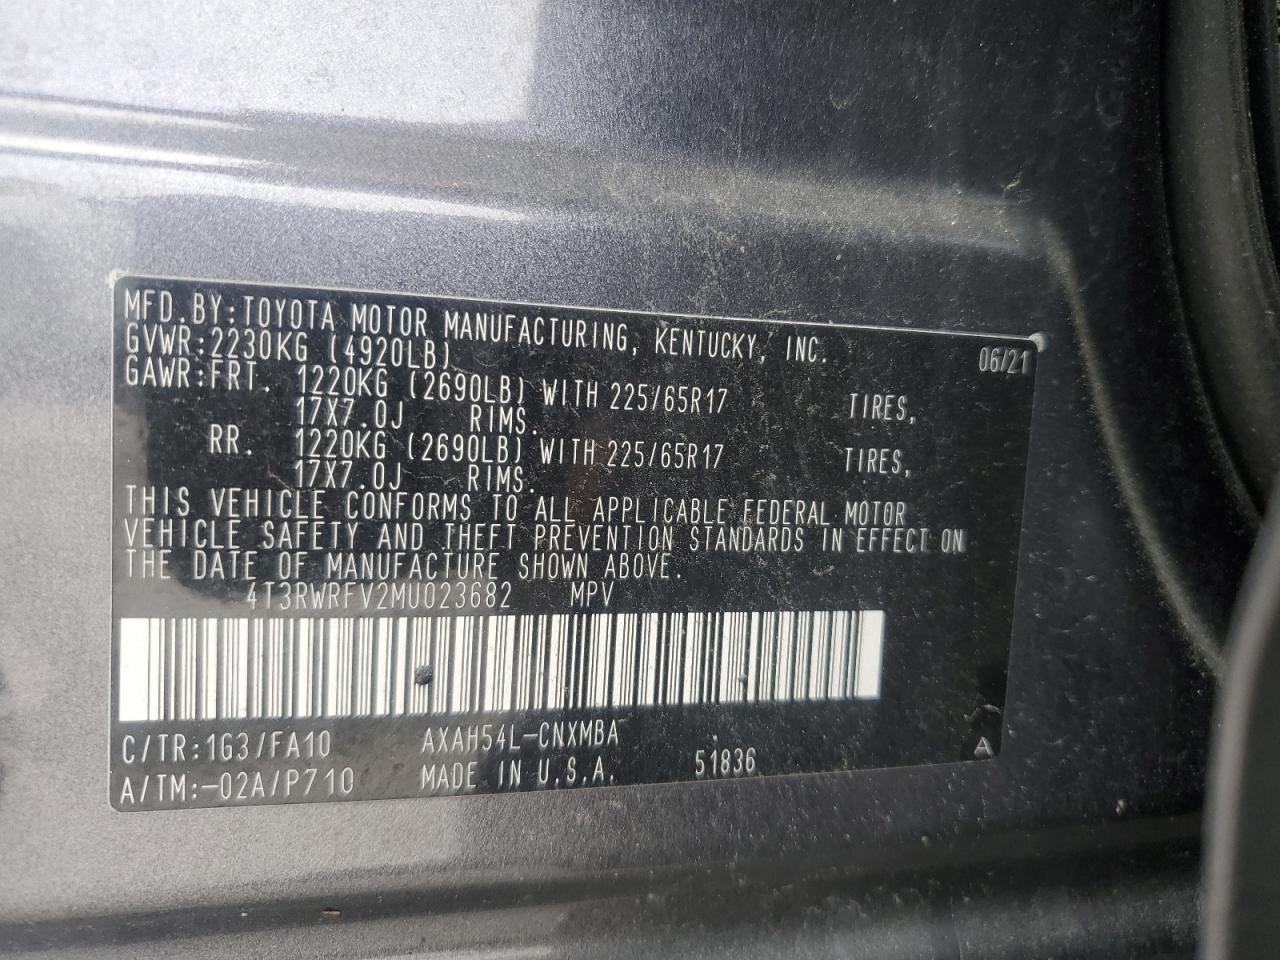 MFD.BY:TOYOTA MOTOR MANUFACTURING, KENTUCKY, INC.
GVWR:2230KG (4920LB) 06/21
GAWR:FRT. 1220KG (2690LB) WITH 225/65R17 TIRES,
17X7.0J RIMS.
RR. 1220KG (2690LB) WITH 225/65R17 TIRES,
17X7.0J RIMS.
THIS VEHICLE CONFORMS TO ALL APPLICABLE FEDERAL MOTOR
VEHICLE SAFETY AND THEFT PREVENTION STANDARDS IN EFFECT ON
THE DATE OF MANUFACTURE SHOWN ABOVE.
4T3RWRFV2MU023682 MPV
C/TR:1G3/FA10 AXAH54L-CNXMBA
A/TM:-02A/P710 MADE IN U.S.A. 51836 A